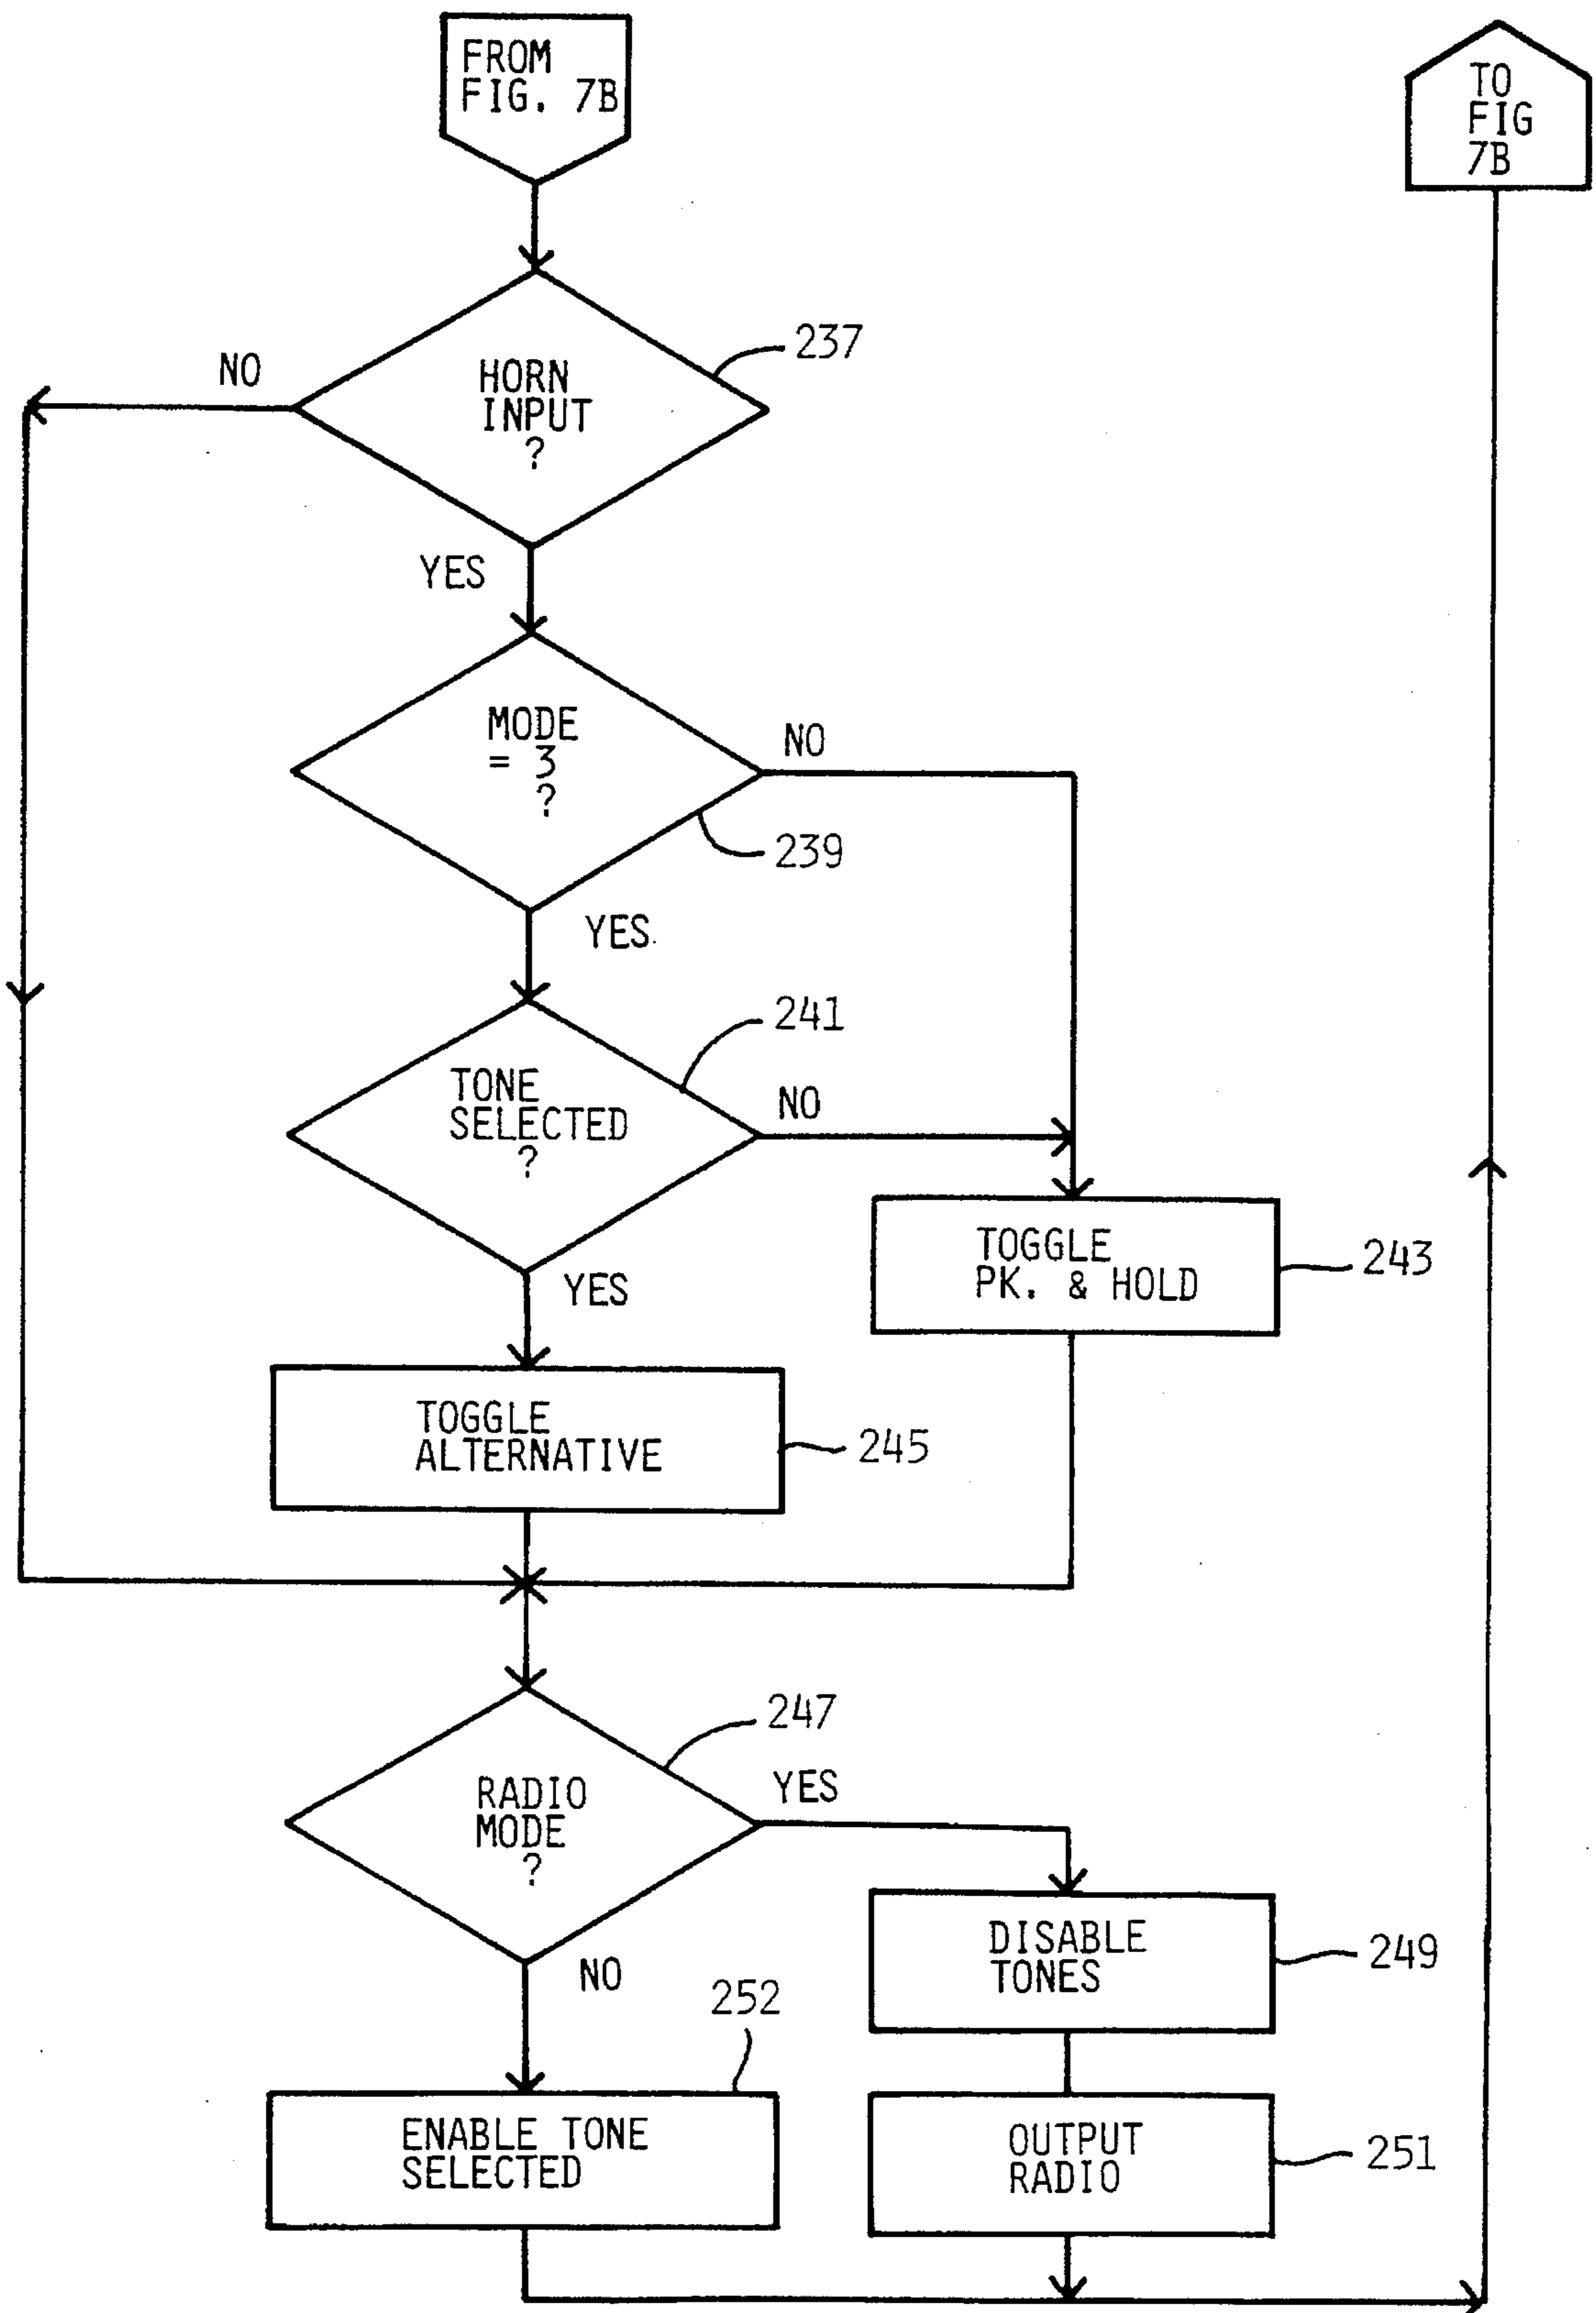 FROM
FIG. 7B
TO
FIG
7B
237
NO
HORN
INPUT
?
YES
MODE
= 3
?
NO
239
YES
241
TONE
SELECTED
?
NO
YES
TOGGLE
PK. & HOLD
243
TOGGLE
ALTERNATIVE
245
247
RADIO
MODE
?
YES
NO
DISABLE
TONES
249
252
ENABLE TONE
SELECTED
OUTPUT
RADIO
251